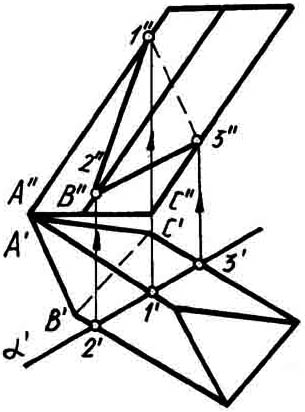 1"
3"
2"
A"
B"
C"
A'
C'
3'
B'
1'
2'
α'